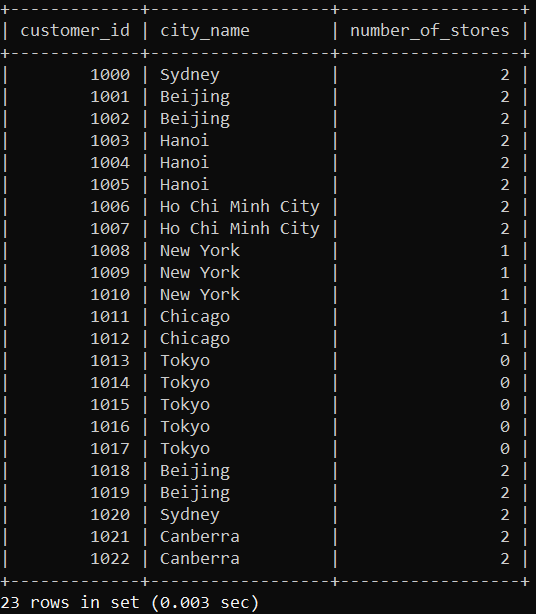 +-------------+------------------+------------------+
| customer_id | city_name        | number_of_stores |
+-------------+------------------+------------------+
|        1000 | Sydney           |                2 |
|        1001 | Beijing          |                2 |
|        1002 | Beijing          |                2 |
|        1003 | Hanoi            |                2 |
|        1004 | Hanoi            |                2 |
|        1005 | Hanoi            |                2 |
|        1006 | Ho Chi Minh City |                2 |
|        1007 | Ho Chi Minh City |                2 |
|        1008 | New York         |                1 |
|        1009 | New York         |                1 |
|        1010 | New York         |                1 |
|        1011 | Chicago          |                1 |
|        1012 | Chicago          |                1 |
|        1013 | Tokyo            |                0 |
|        1014 | Tokyo            |                0 |
|        1015 | Tokyo            |                0 |
|        1016 | Tokyo            |                0 |
|        1017 | Tokyo            |                0 |
|        1018 | Beijing          |                2 |
|        1019 | Beijing          |                2 |
|        1020 | Sydney           |                2 |
|        1021 | Canberra         |                2 |
|        1022 | Canberra         |                2 |
+-------------+------------------+------------------+
23 rows in set (0.003 sec)